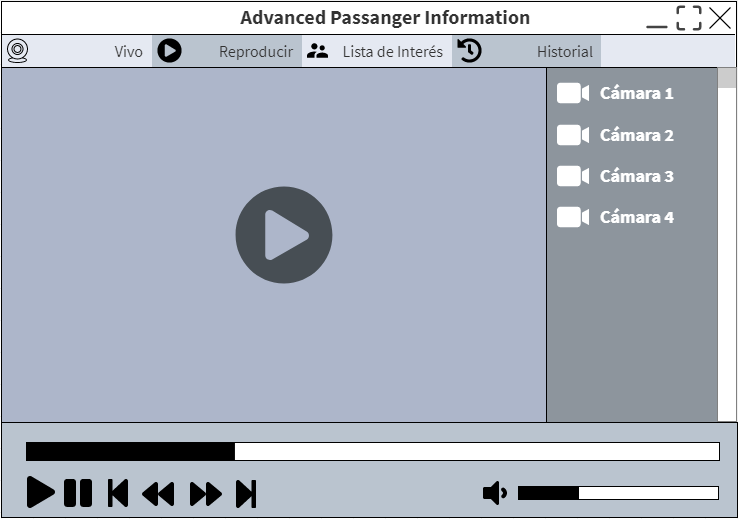 Advanced Passanger Information
Vivo
Reproducir
Lista de Interés
Historial
Cámara 1
Cámara 2
Cámara 3
Cámara 4